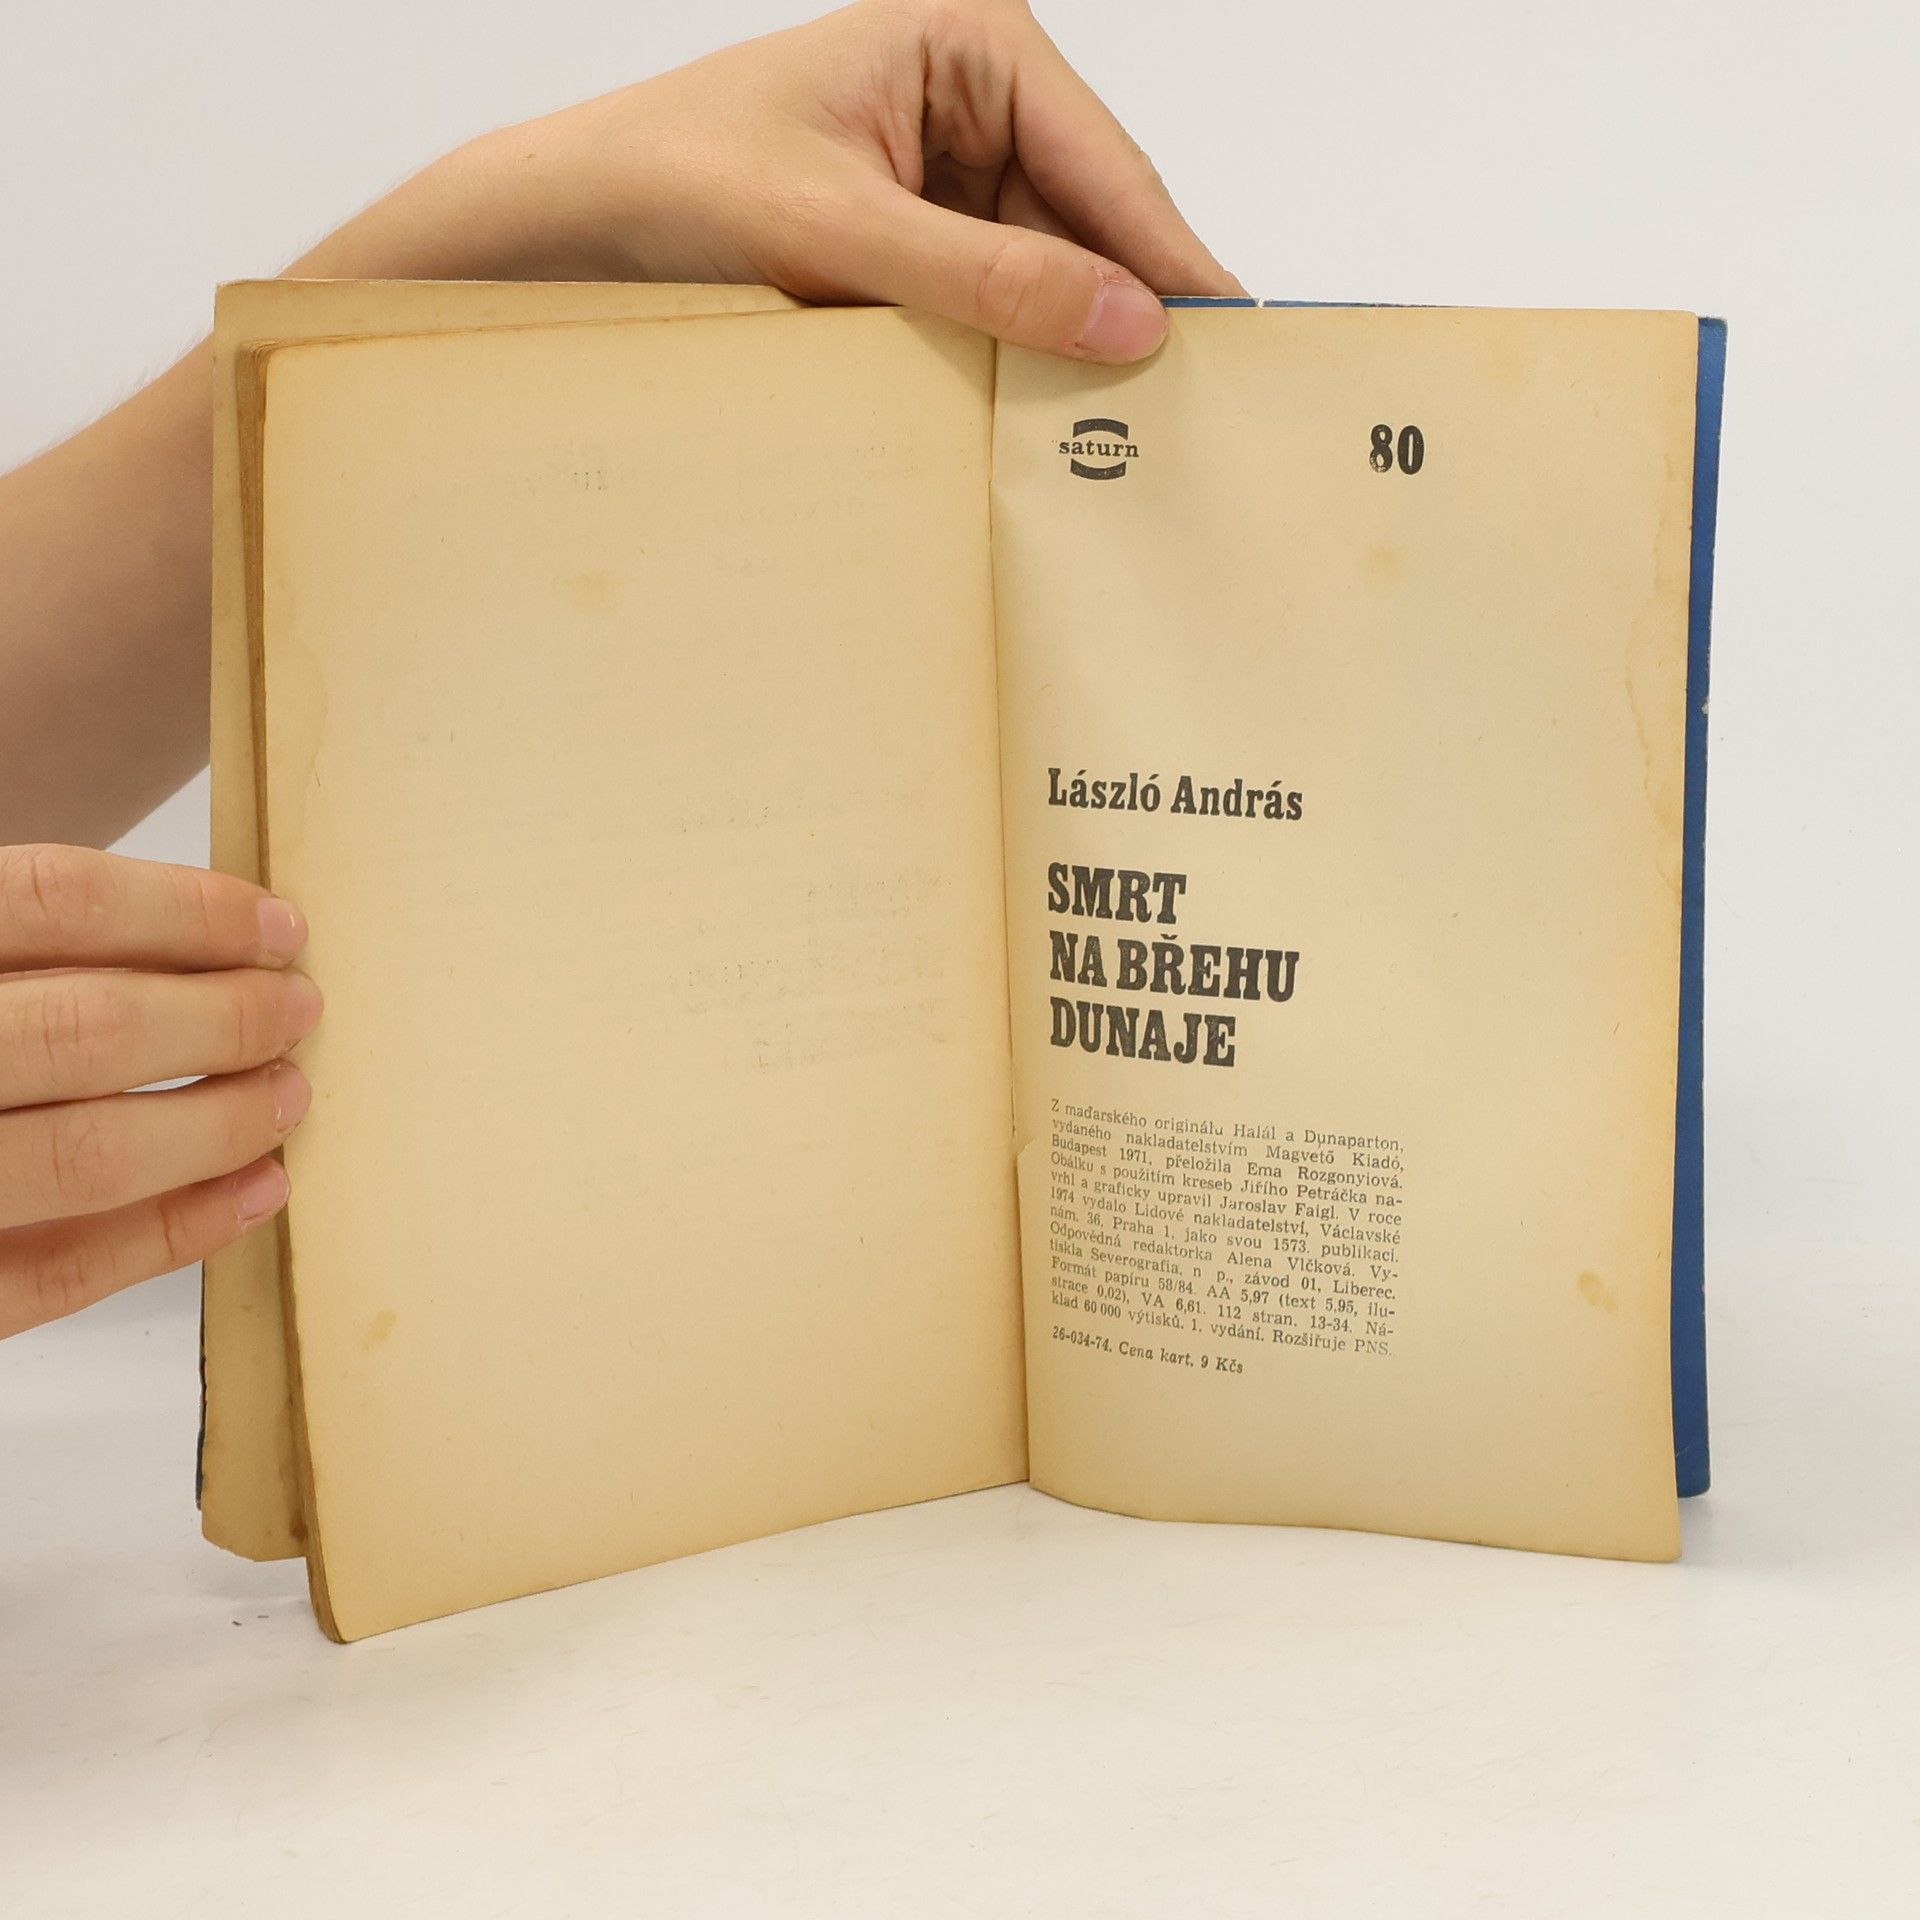 saturn
80
László András
SMRT
NA BŘEHU
DUNAJE
Z maďarského originálu Halál a Dunaparton,
vydaného nakladatelstvím Magvető Kiadó,
Budapest 1971, přeložila Ema Rozgonyiová.
Obálku s použitím kreseb Jiřího Petráčka na-
vrhl a graficky upravil Jaroslav Faigl. V roce
1974 vydalo Lidové nakladatelství, Václavské
nám. 36, Praha 1, jako svou 1573. publikaci.
Odpovědná redaktorka Alena Vlčková. Vy-
tiskla Severografia, n p., závod 01, Liberec.
Formát papíru 58/84. AA 5,97 (text 5,95, ilu-
strace 0,02), VA 6,61. 112 stran. 13-34. Ná-
klad 60 000 výtisků. 1. vydání. Rozšiřuje PNS.
26-034-74. Cena kart. 9 Kčs